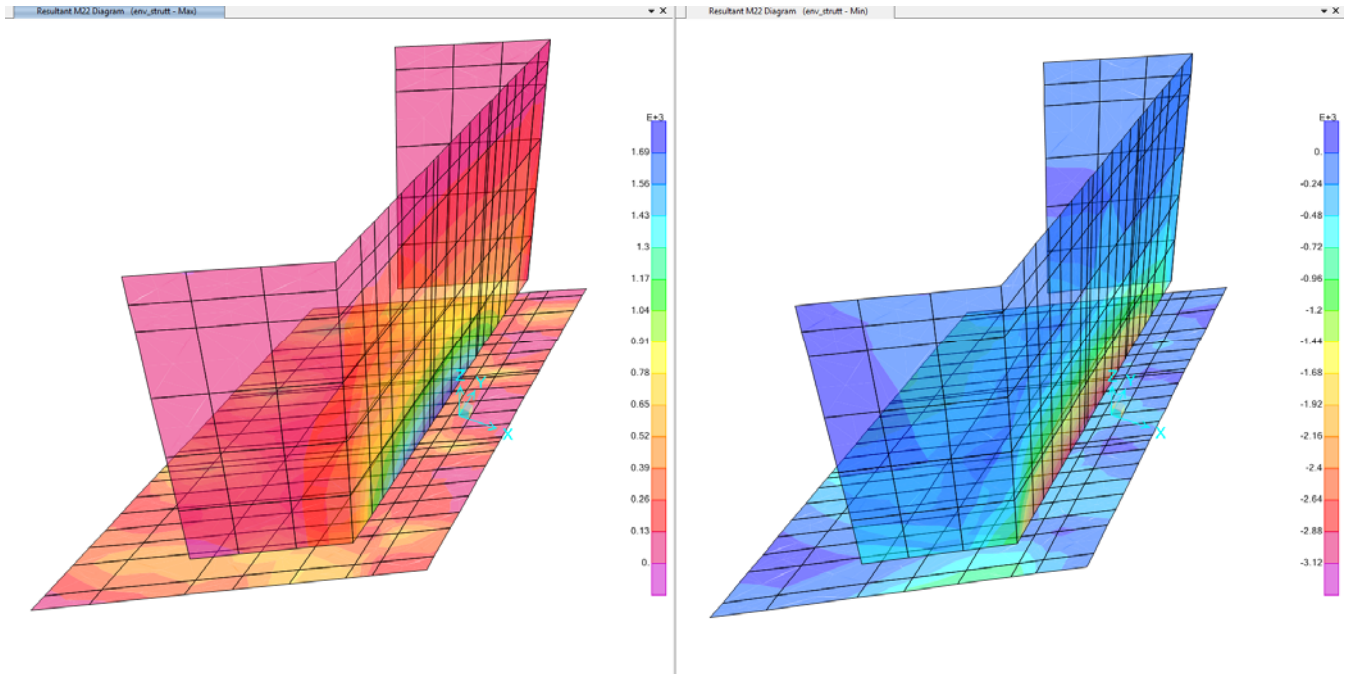 Resultant M22 Diagram (env_strutt - Max)
Resultant M22 Diagram (env_strutt - Min)
E+3
1.69
1.56
1.43
1.3
1.17
1.04
0.91
0.78
0.65
0.52
0.39
0.26
0.13
0.
Z
Y
X
E+3
0.
-0.24
-0.48
-0.72
-0.96
-1.2
-1.44
-1.68
-1.92
-2.16
-2.4
-2.64
-2.88
-3.12
Z
Y
X